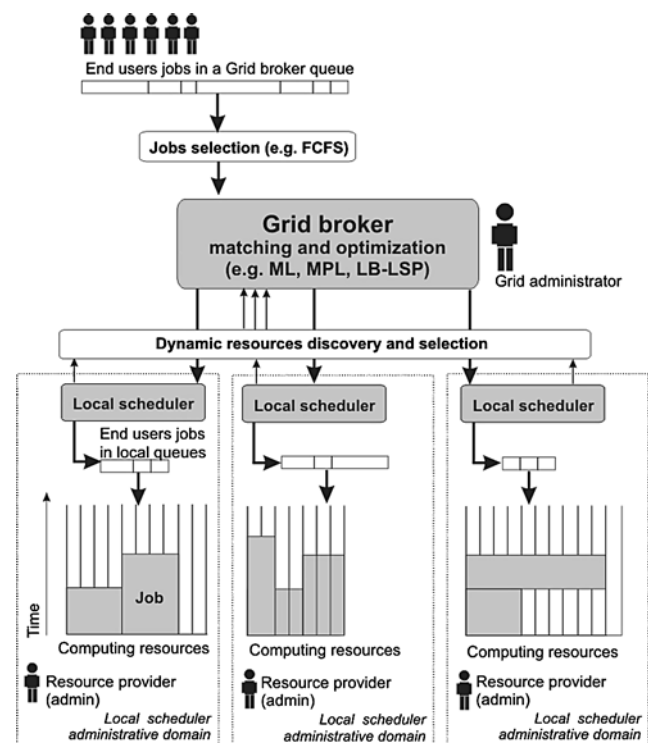 End users jobs in a Grid broker queue
Jobs selection (e.g. FCFS)
Grid broker
matching and optimization
(e.g. ML, MPL, LB-LSP)
Grid administrator
Dynamic resources discovery and selection
Local scheduler
Local scheduler
Local scheduler
End users jobs
in local queues
Time
Job
Computing resources
Computing resources
Computing resources
Resource provider
(admin)
Resource provider
(admin)
Resource provider
(admin)
Local scheduler
administrative domain
Local scheduler
administrative domain
Local scheduler
administrative domain